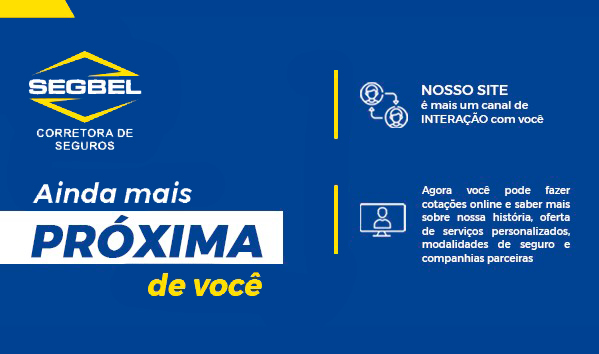 SEGBEL
CORRETORA DE
SEGUROS
Ainda mais
PRÓXIMA
de você
NOSSO SITE
é mais um canal de
INTERAÇÃO com você
Agora você pode fazer
cotações online e saber mais
sobre nossa história, oferta
de serviços personalizados,
modalidades de seguro e
companhias parceiras